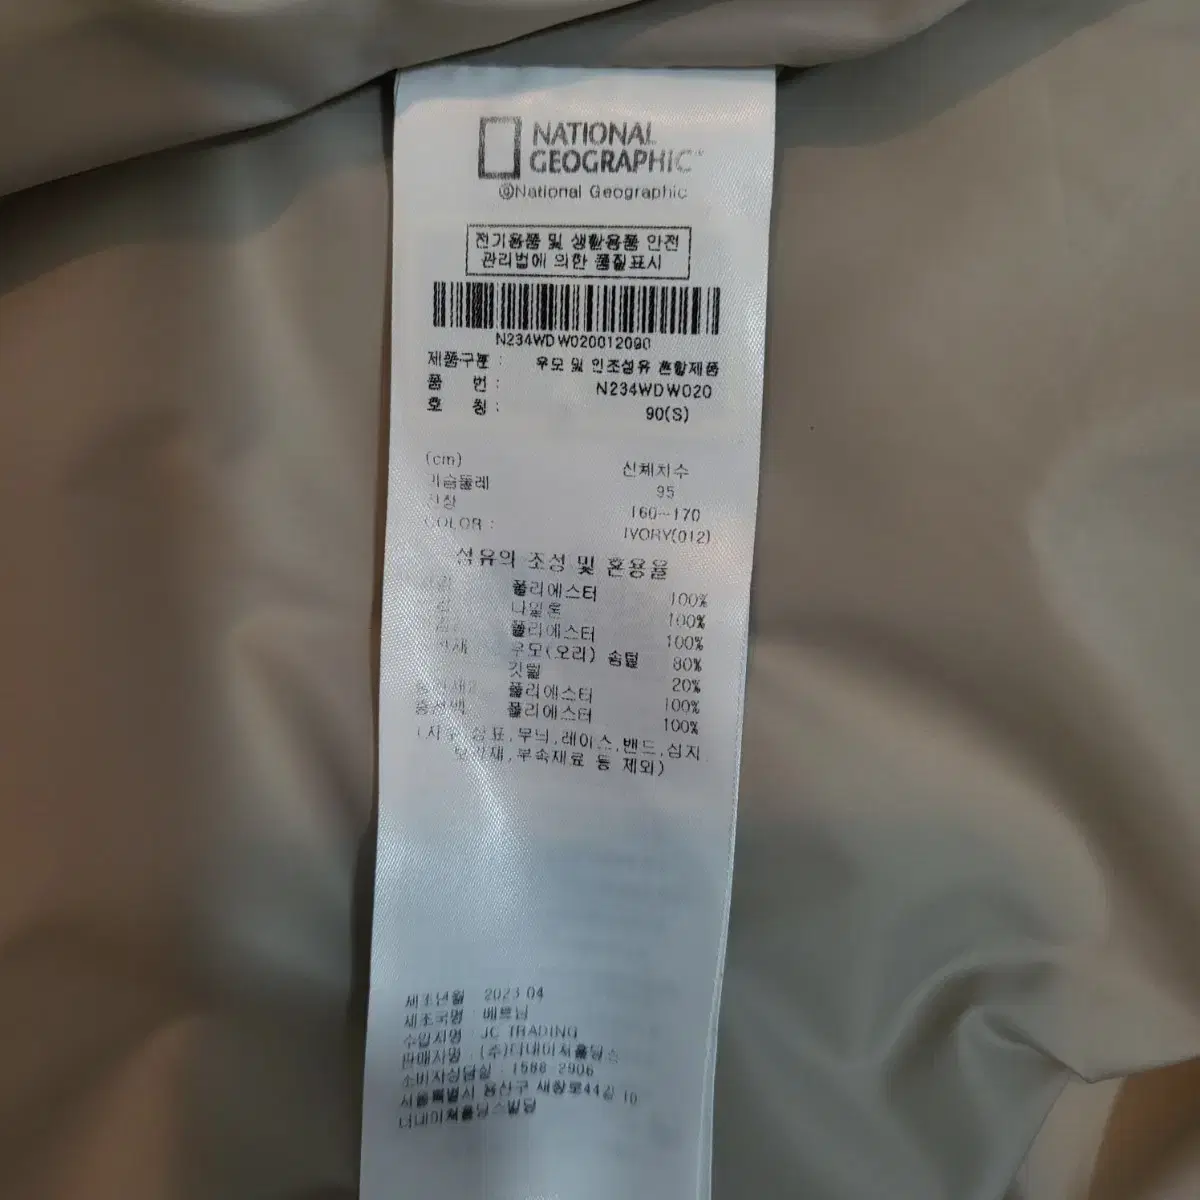 NATIONAL
GEOGRAPHIC™
©National Geographic
전기용품 및 생활용품 안전
관리법에 의한 품질표시
N234WDW020012090
제품구분 : 우모 및 인조섬유 혼합제품
품 번 : N234WDW020
호 칭 : 90(S)
(cm) 신체치수
가슴둘레 95
신장 160~170
COLOR : IVORY(012)
섬유의 조성 및 혼용율
폴리에스터 100%
나일론 100%
폴리에스터 100%
우모(오리) 솜털 80%
깃털 20%
폴리에스터 100%
폴리에스터 100%
(자수,상표,무늬,레이스,밴드,심지
보강재,부속재료 등 제외)
제조년월 : 2023 04
제조국명 : 베트남
수입자명 : JC TRADING
판매자명 : (주)더네이쳐홀딩스
소비자상담실 : 1588-2906
서울특별시 용산구 새창로44길 10
더네이쳐홀딩스빌딩